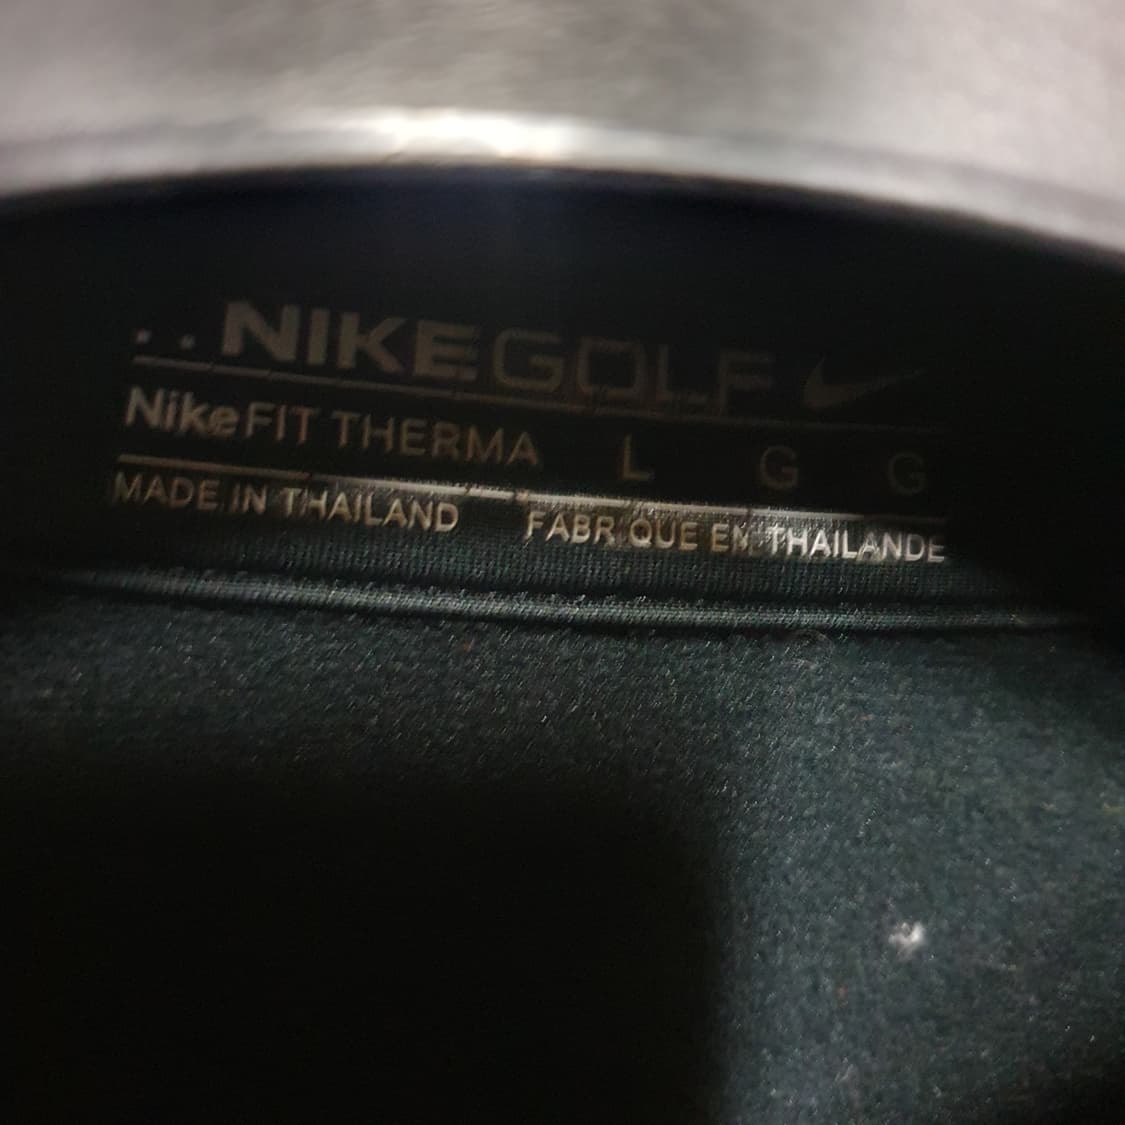 NIKEGOLF
NikeFIT THERMA L G G
MADE IN THAILAND FABRIQUE EN THAILANDE